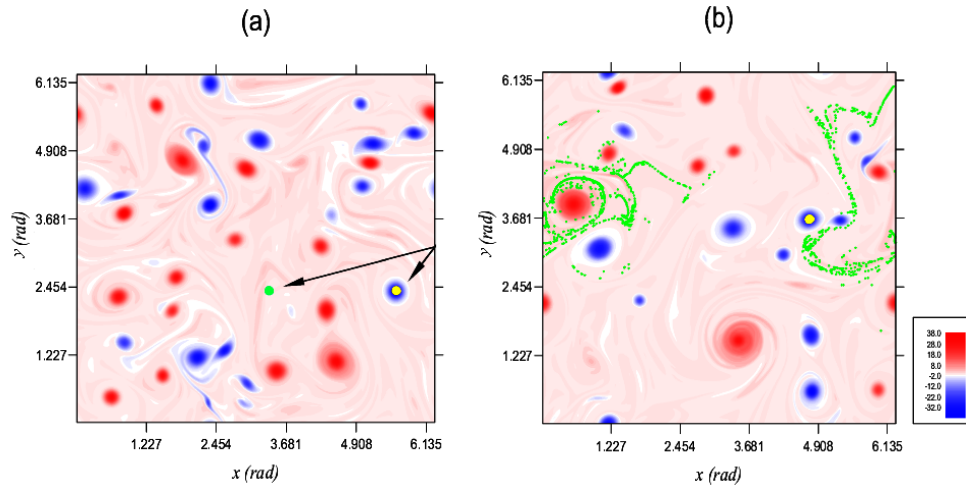 (a)
(b)
6.135
4.908
3.681
2.454
1.227
y (rad)
1.227 2.454 3.681 4.908 6.135
x (rad)
6.135
4.908
3.681
2.454
1.227
y (rad)
1.227 2.454 3.681 4.908 6.135
x (rad)
38.0
28.0
18.0
8.0
-2.0
-12.0
-22.0
-32.0